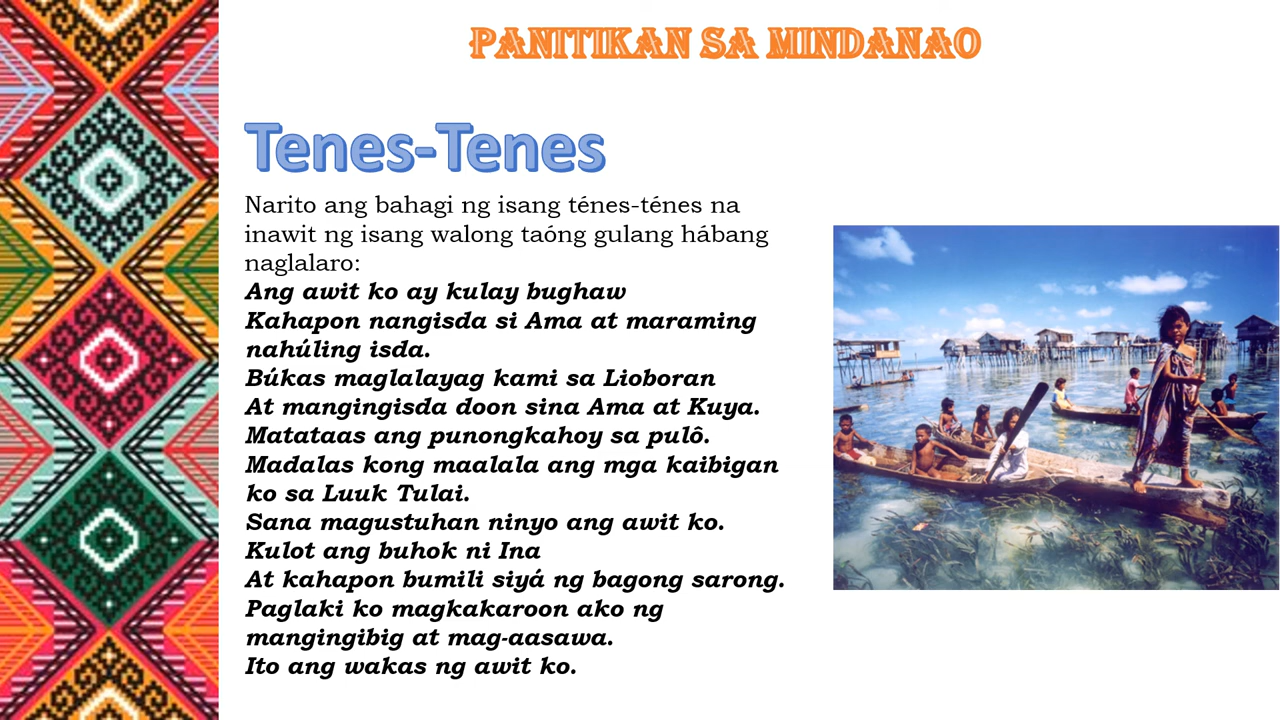 PANITIKAN SA MINDANAO
Tenes-Tenes
Narito ang bahagi ng isang ténes-ténes na
inawit ng isang walong taóng gulang hábang
naglalaro:
Ang awit ko ay kulay bughaw
Kahapon nangisda si Ama at maraming
nahúling isda.
Búkas maglalayag kami sa Lioboran
At mangingisda doon sina Ama at Kuya.
Matataas ang punongkahoy sa pulô.
Madalas kong maalala ang mga kaibigan
ko sa Luuk Tulai.
Sana magustuhan ninyo ang awit ko.
Kulot ang buhok ni Ina
At kahapon bumili siyá ng bagong sarong.
Paglaki ko magkakaroon ako ng
mangingibig at mag-aasawa.
Ito ang wakas ng awit ko.